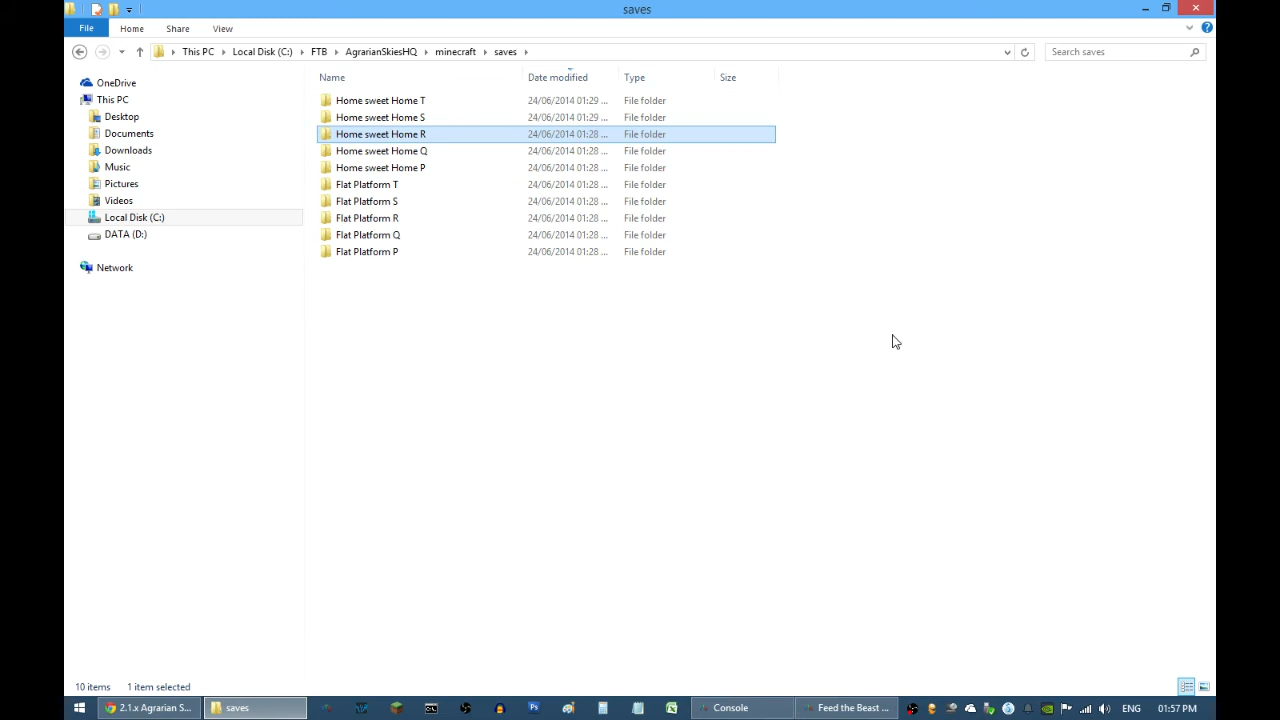 saves
File Home Share View
This PC Local Disk (C:) FTB AgrarianSkiesHQ minecraft saves
Search saves
Name Date modified Type Size
OneDrive
This PC
Desktop
Documents
Downloads
Music
Pictures
Videos
Local Disk (C:)
DATA (D:)
Network
Home sweet Home T 24/06/2014 01:29 ... File folder
Home sweet Home S 24/06/2014 01:29 ... File folder
Home sweet Home R 24/06/2014 01:28 ... File folder
Home sweet Home Q 24/06/2014 01:28 ... File folder
Home sweet Home P 24/06/2014 01:28 ... File folder
Flat Platform T 24/06/2014 01:28 ... File folder
Flat Platform S 24/06/2014 01:28 ... File folder
Flat Platform R 24/06/2014 01:28 ... File folder
Flat Platform Q 24/06/2014 01:28 ... File folder
Flat Platform P 24/06/2014 01:28 ... File folder
10 items 1 item selected
2.1.x Agrarian S... saves Console Feed the Beast ... ENG 01:57 PM